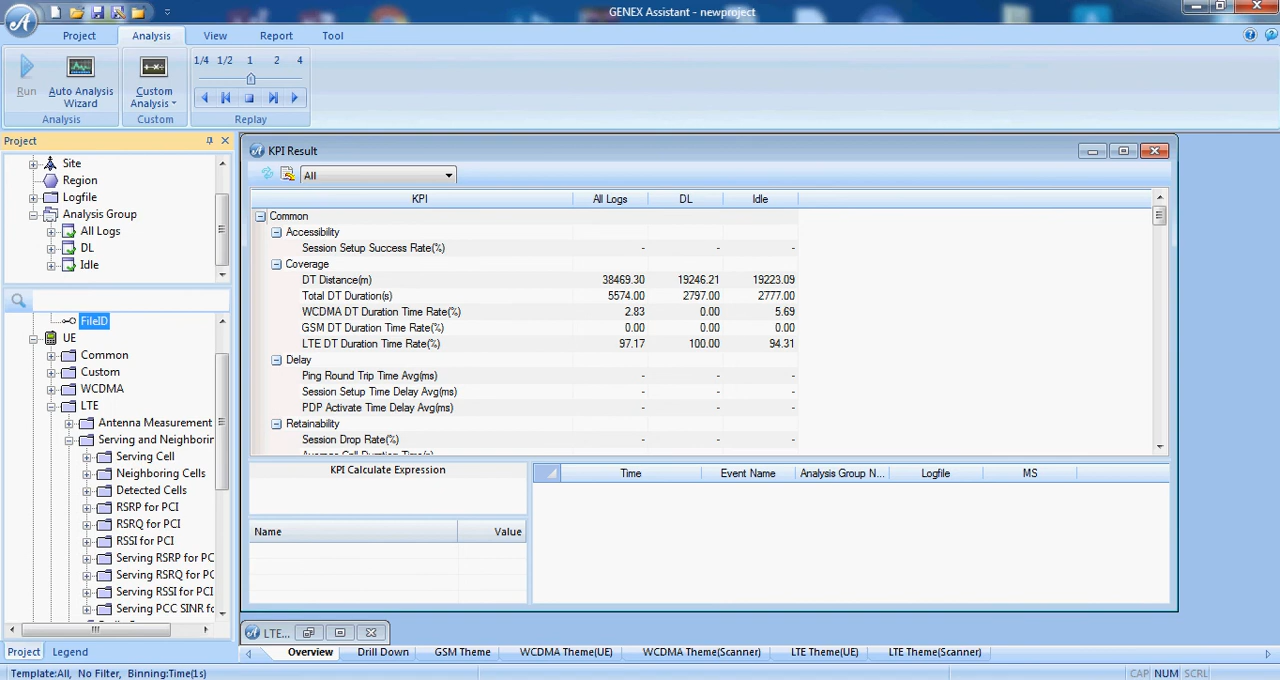 GENEX Assistant - newproject
Project Analysis View Report Tool
Run
Auto Analysis Wizard
Analysis
Custom Analysis
Custom
1/4 1/2 1 2 4
Replay
Project
Site
Region
Logfile
Analysis Group
All Logs
DL
Idle
FileID
UE
Common
Custom
WCDMA
LTE
Antenna Measurement
Serving and Neighborin
Serving Cell
Neighboring Cells
Detected Cells
RSRP for PCI
RSRQ for PCI
RSSI for PCI
Serving RSRP for PC
Serving RSRQ for PC
Serving RSSI for PCI
Serving PCC SINR fo
Project Legend
KPI Result
All
KPI All Logs DL Idle
Common
Accessibility
Session Setup Success Rate(%) - - -
Coverage
DT Distance(m) 38469.30 19246.21 19223.09
Total DT Duration(s) 5574.00 2797.00 2777.00
WCDMA DT Duration Time Rate(%) 2.83 0.00 5.69
GSM DT Duration Time Rate(%) 0.00 0.00 0.00
LTE DT Duration Time Rate(%) 97.17 100.00 94.31
Delay
Ping Round Trip Time Avg(ms) - - -
Session Setup Time Delay Avg(ms) - - -
PDP Activate Time Delay Avg(ms) - - -
Retainability
Session Drop Rate(%) - - -
Average Call Duration Time(s)
KPI Calculate Expression
Name Value
Time Event Name Analysis Group N... Logfile MS
LTE...
Overview Drill Down GSM Theme WCDMA Theme(UE) WCDMA Theme(Scanner) LTE Theme(UE) LTE Theme(Scanner)
Template:All, No Filter, Binning:Time(1s)
CAP NUM SCRL